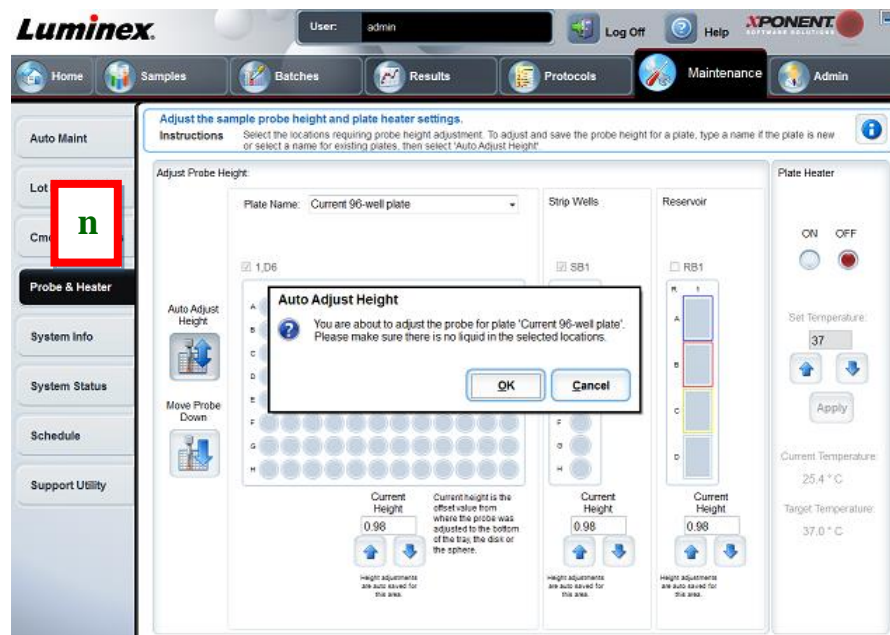 Luminex.
User: admin
Log Off
Help
XPONENT
SOFTWARE SOLUTIONS
Home
Samples
Batches
Results
Protocols
Maintenance
Admin
Auto Maint
Lot
n
Cmd
Probe & Heater
System Info
System Status
Schedule
Support Utility
Adjust the sample probe height and plate heater settings.
Instructions Select the locations requiring probe height adjustment. To adjust and save the probe height for a plate, type a name if the plate is new
or select a name for existing plates, then select 'Auto Adjust Height'.
Adjust Probe Height:
Plate Name: Current 96-well plate
Strip Wells
Reservoir
1,D6
SB1
RB1
Auto Adjust
Height
Move Probe
Down
A
B
C
D
E
F
G
H
F
G
H
R 1
A
B
C
D
Auto Adjust Height
You are about to adjust the probe for plate 'Current 96-well plate'.
Please make sure there is no liquid in the selected locations.
OK
Cancel
Current
Height
0.98
Height adjustments
are auto saved for
this area.
Current height is the
offset value from
where the probe was
adjusted to the bottom
of the tray, the disk or
the sphere.
Current
Height
0.98
Height adjustments
are auto saved for
this area.
Current
Height
0.98
Height adjustments
are auto saved for
this area.
Plate Heater
ON OFF
Set Temperature:
37
Apply
Current Temperature:
25.4 ° C
Target Temperature:
37.0 ° C